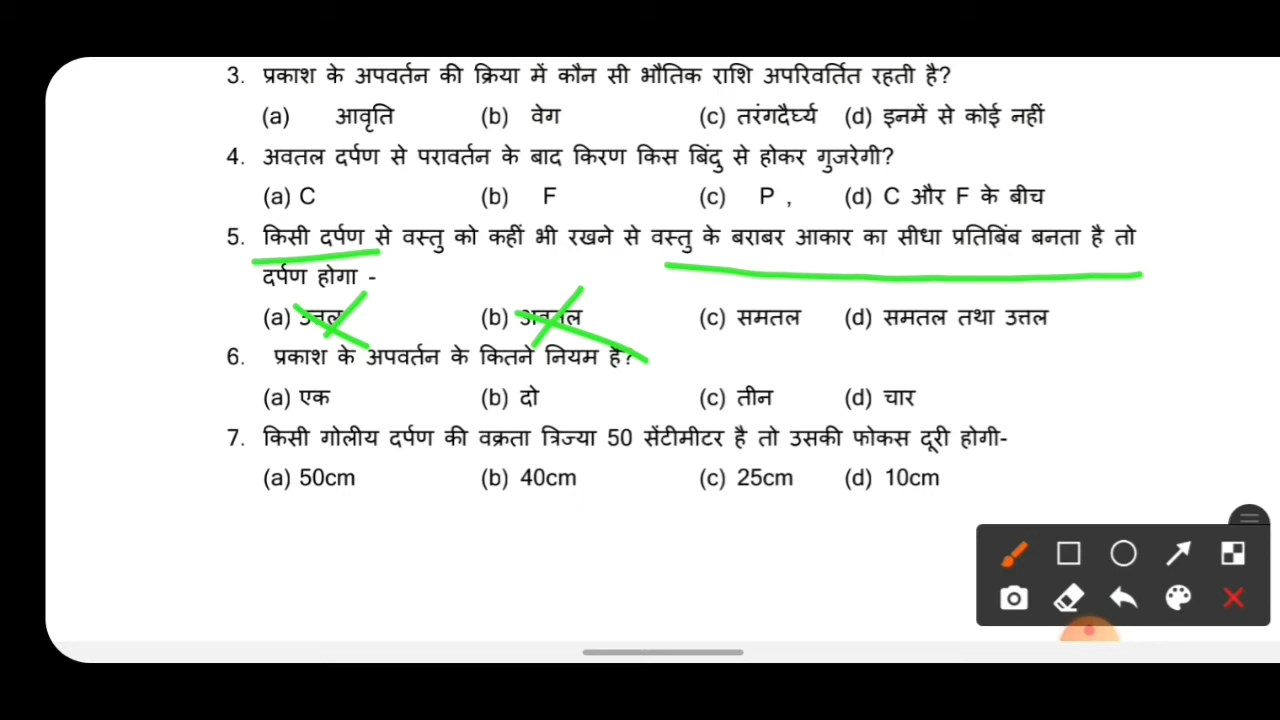 3. प्रकाश के अपवर्तन की क्रिया में कौन सी भौतिक राशि अपरिवर्तित रहती है?
(a) आवृति (b) वेग (c) तरंगदैर्घ्य (d) इनमें से कोई नहीं
4. अवतल दर्पण से परावर्तन के बाद किरण किस बिंदु से होकर गुजरेगी?
(a) C (b) F (c) P , (d) C और F के बीच
5. किसी दर्पण से वस्तु को कहीं भी रखने से वस्तु के बराबर आकार का सीधा प्रतिबिंब बनता है तो
दर्पण होगा -
(a) उत्तल (b) अवतल (c) समतल (d) समतल तथा उत्तल
6. प्रकाश के अपवर्तन के कितने नियम हैं?
(a) एक (b) दो (c) तीन (d) चार
7. किसी गोलीय दर्पण की वक्रता त्रिज्या 50 सेंटीमीटर है तो उसकी फोकस दूरी होगी-
(a) 50cm (b) 40cm (c) 25cm (d) 10cm